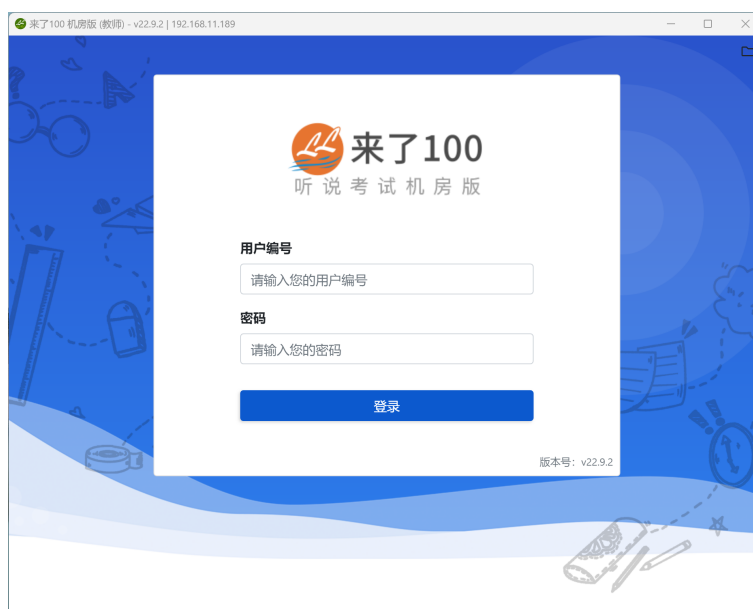 来了100 机房版 (教师) - v22.9.2 | 192.168.11.189
来了100
听说考试机房版
用户编号
请输入您的用户编号
密码
请输入您的密码
登录
版本号：v22.9.2